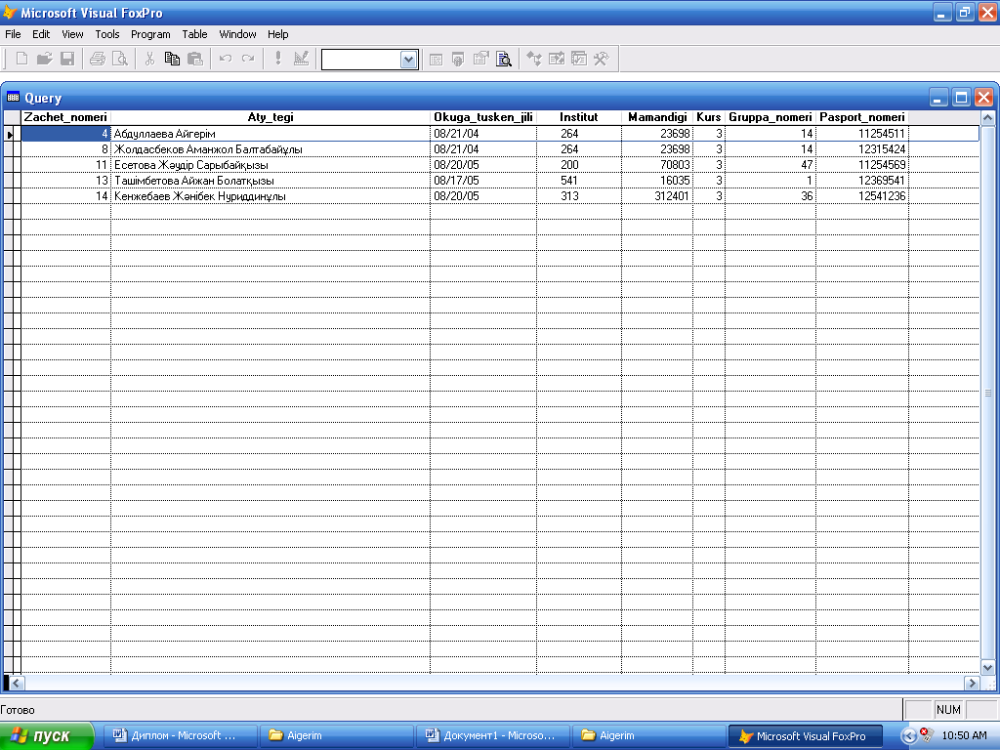 Microsoft Visual FoxPro
File Edit View Tools Program Table Window Help
Query
Zachet_nomeri Aty_tegi Okuga_tusken_jili Institut Mamandigi Kurs Gruppa_nomeri Pasport_nomeri
4 Абдуллаева Айгерім 08/21/04 264 23698 3 14 11254511
8 Жолдасбеков Аманжол Балтабайұлы 08/21/04 264 23698 3 14 12315424
11 Есетова Жәудір Сарыбайқызы 08/20/05 200 70803 3 47 11254569
13 Ташімбетова Айжан Болатқызы 08/17/05 541 16035 3 1 12369541
14 Кенжебаев Жәнібек Нуриддинұлы 08/20/05 313 312401 3 36 12541236
Готово NUM
пуск Диплом - Microsoft ... Aigerim Документ1 - Microso... Aigerim Microsoft Visual FoxPro 10:50 AM